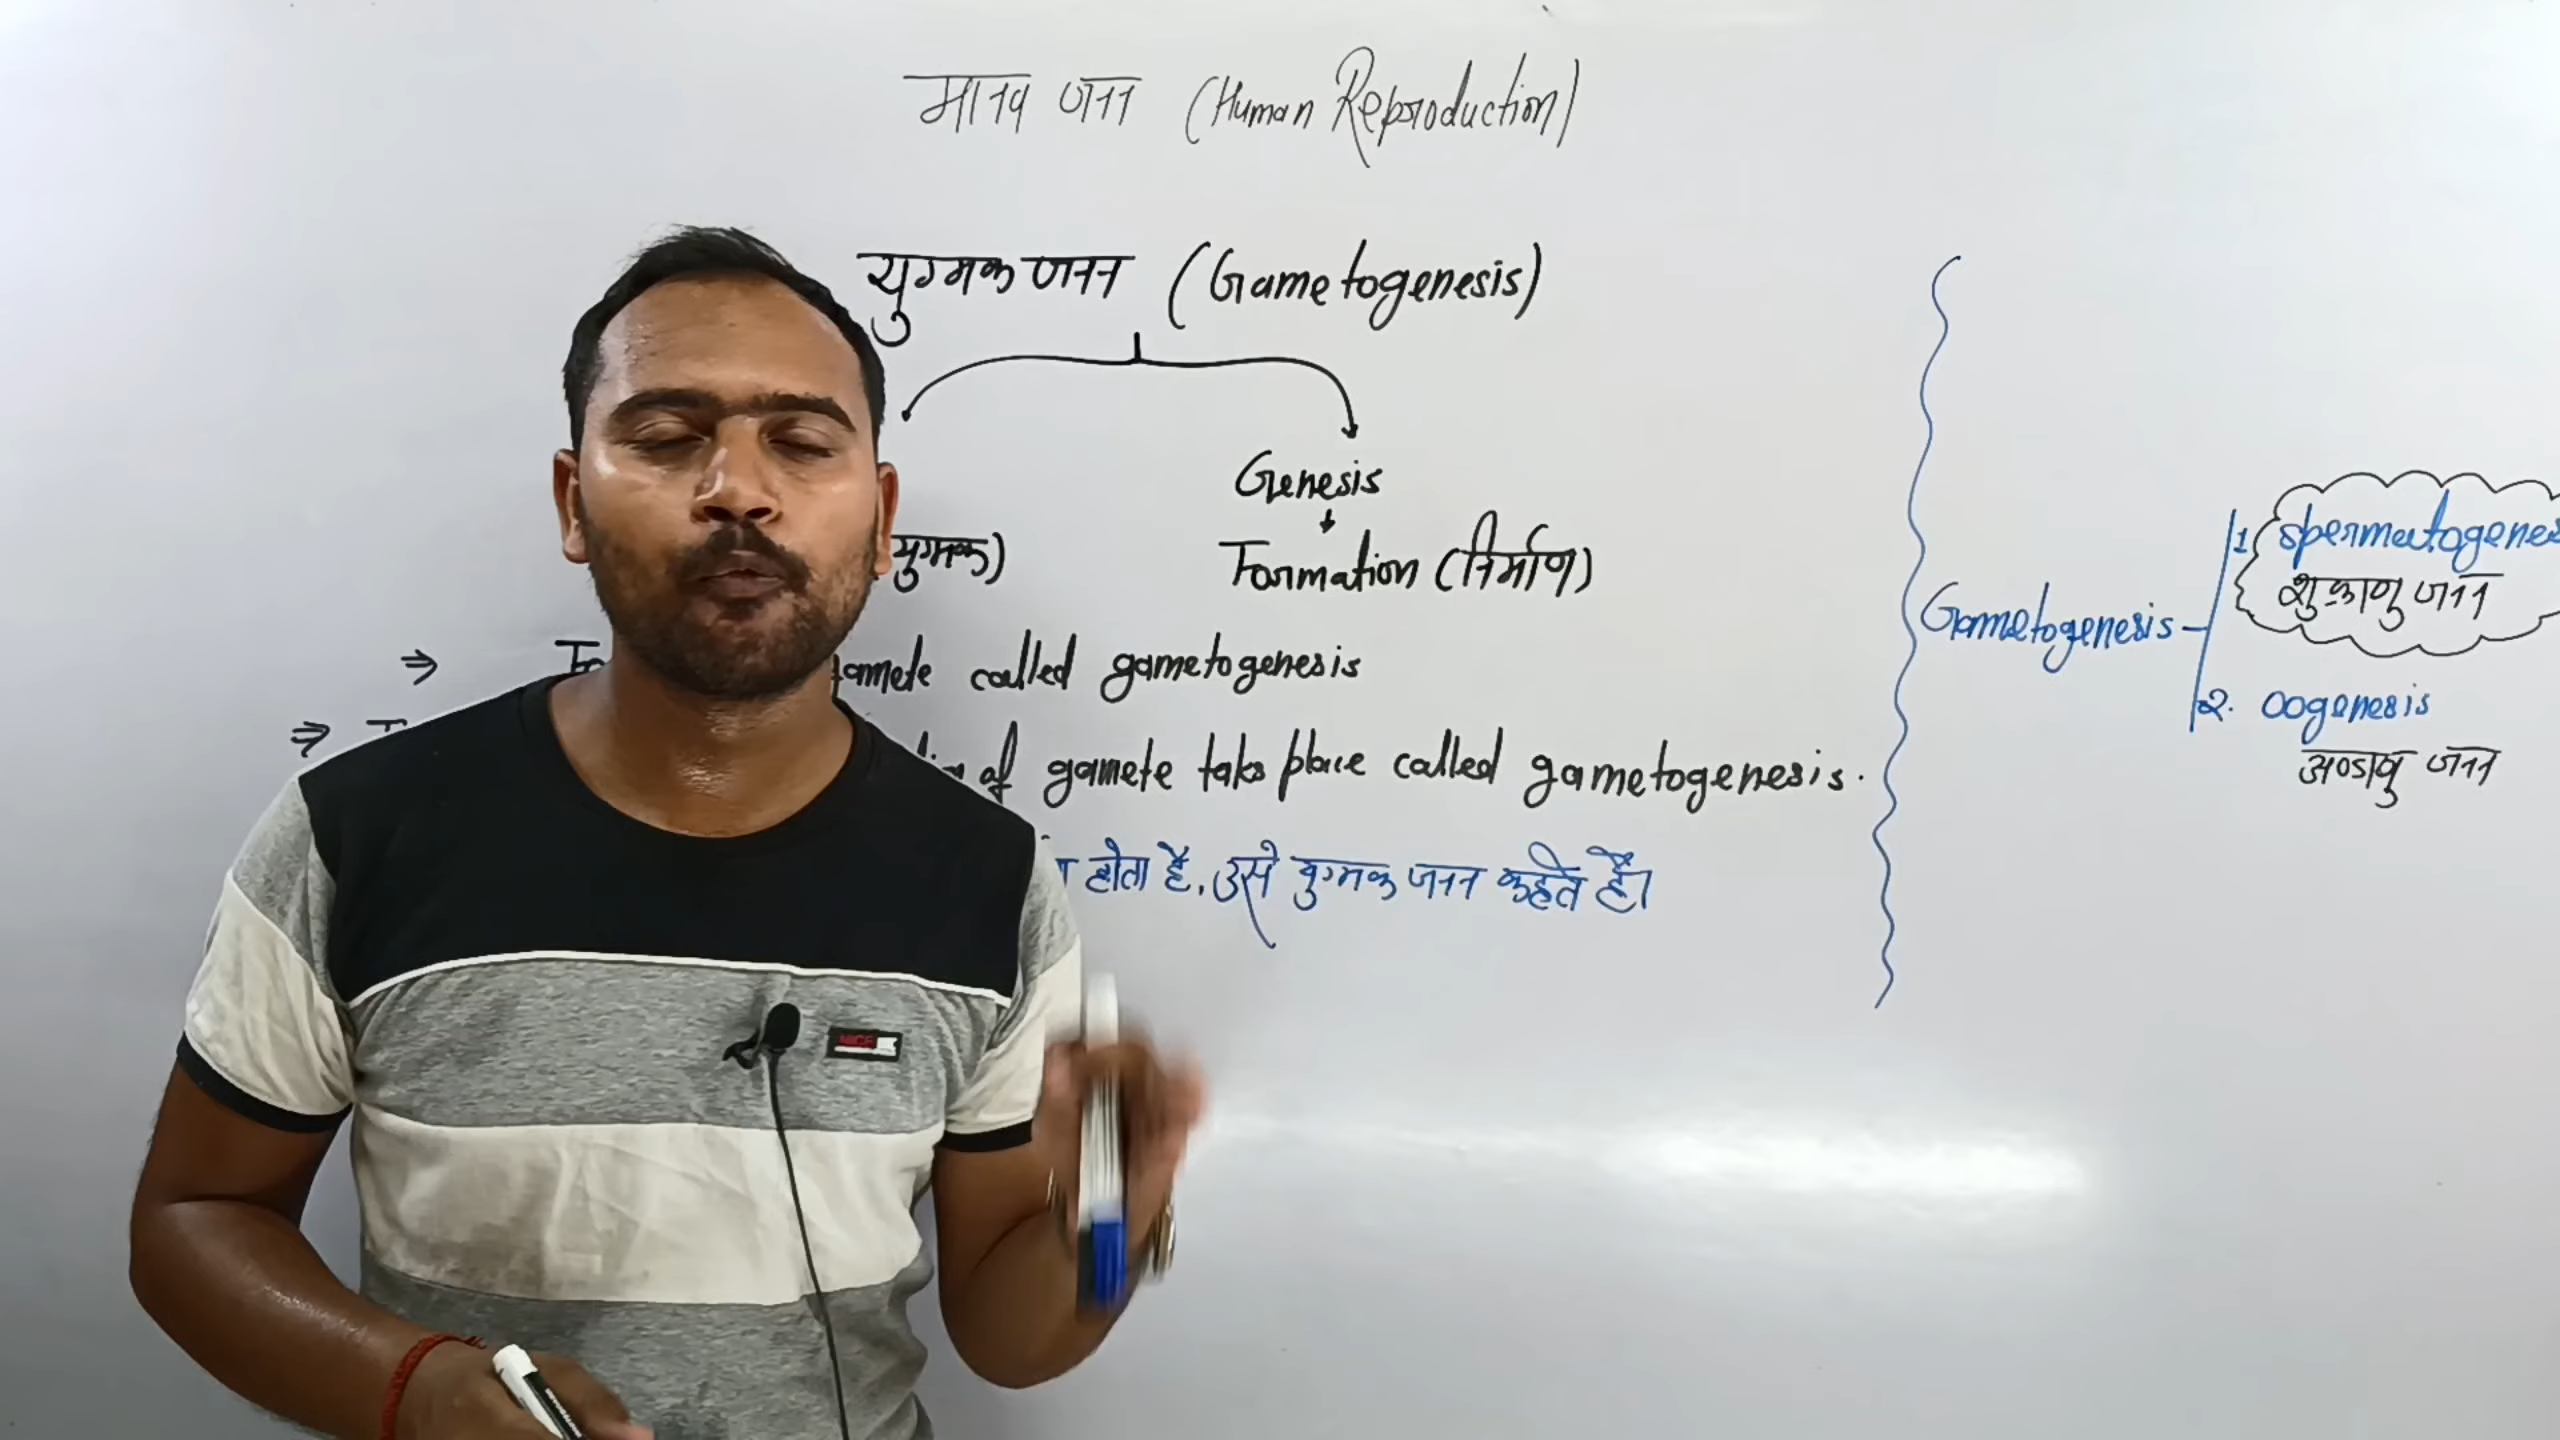 मानव जनन (Human Reproduction)
युग्मक जनन (Gametogenesis)
Genesis
युग्मक)
Formation (निर्माण)
⇒ gamete called gametogenesis
⇒ of gamete take place called gametogenesis.
होता है, उसे युग्मक जनन कहते हैं।
Gametogenesis
1. spermatogenes
शुक्राणु जनन
2. oogenesis
अण्डाणु जनन
NICE